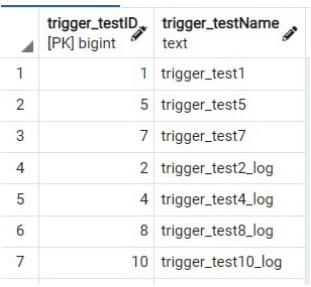 trigger_testID trigger_testName
[PK] bigint text
1 1 trigger_test1
2 5 trigger_test5
3 7 trigger_test7
4 2 trigger_test2_log
5 4 trigger_test4_log
6 8 trigger_test8_log
7 10 trigger_test10_log